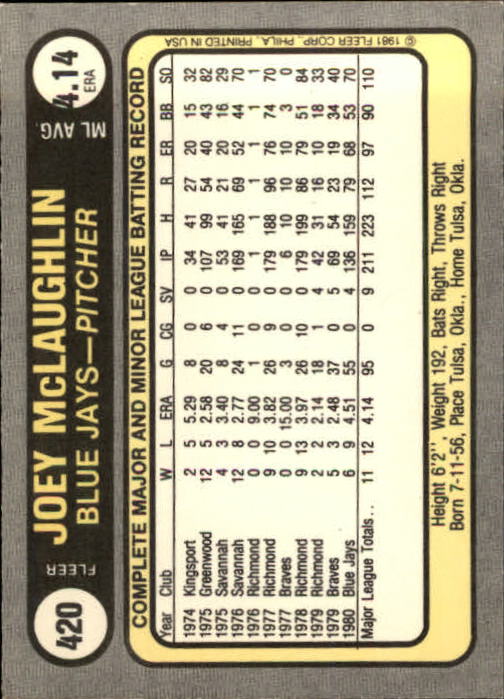 420
FLEER
JOEY McLAUGHLIN
BLUE JAYS—PITCHER
ML AVG.
4.14
ERA
COMPLETE MAJOR AND MINOR LEAGUE BATTING RECORD
Year Club W L ERA G CG SV IP H R ER BB SO
1974 Kingsport 2 5 5.29 8 0 0 34 41 27 20 15 32
1975 Greenwood 12 5 2.58 20 6 0 107 99 54 40 43 82
1975 Savannah 4 3 3.40 8 4 0 53 41 21 20 16 29
1976 Savannah 12 8 2.77 24 11 0 169 165 69 52 44 70
1976 Richmond 0 0 9.00 1 0 0 1 1 1 1 1 1
1977 Richmond 9 10 3.82 26 9 0 179 188 96 76 74 70
1977 Braves 0 0 15.00 3 0 0 6 10 10 10 3 0
1978 Richmond 9 13 3.97 26 10 0 179 199 86 79 51 84
1979 Richmond 2 2 2.14 18 1 4 42 31 16 10 18 33
1979 Braves 5 3 2.48 37 0 5 69 54 23 19 34 40
1980 Blue Jays 6 9 4.51 55 0 4 136 159 79 68 53 70
Major League Totals . . 11 12 4.14 95 0 9 211 223 112 97 90 110
Height 6'2", Weight 192, Bats Right, Throws Right
Born 7-11-56, Place Tulsa, Okla., Home Tulsa, Okla.
© 1981 FLEER CORP., PHILA., PRINTED IN USA